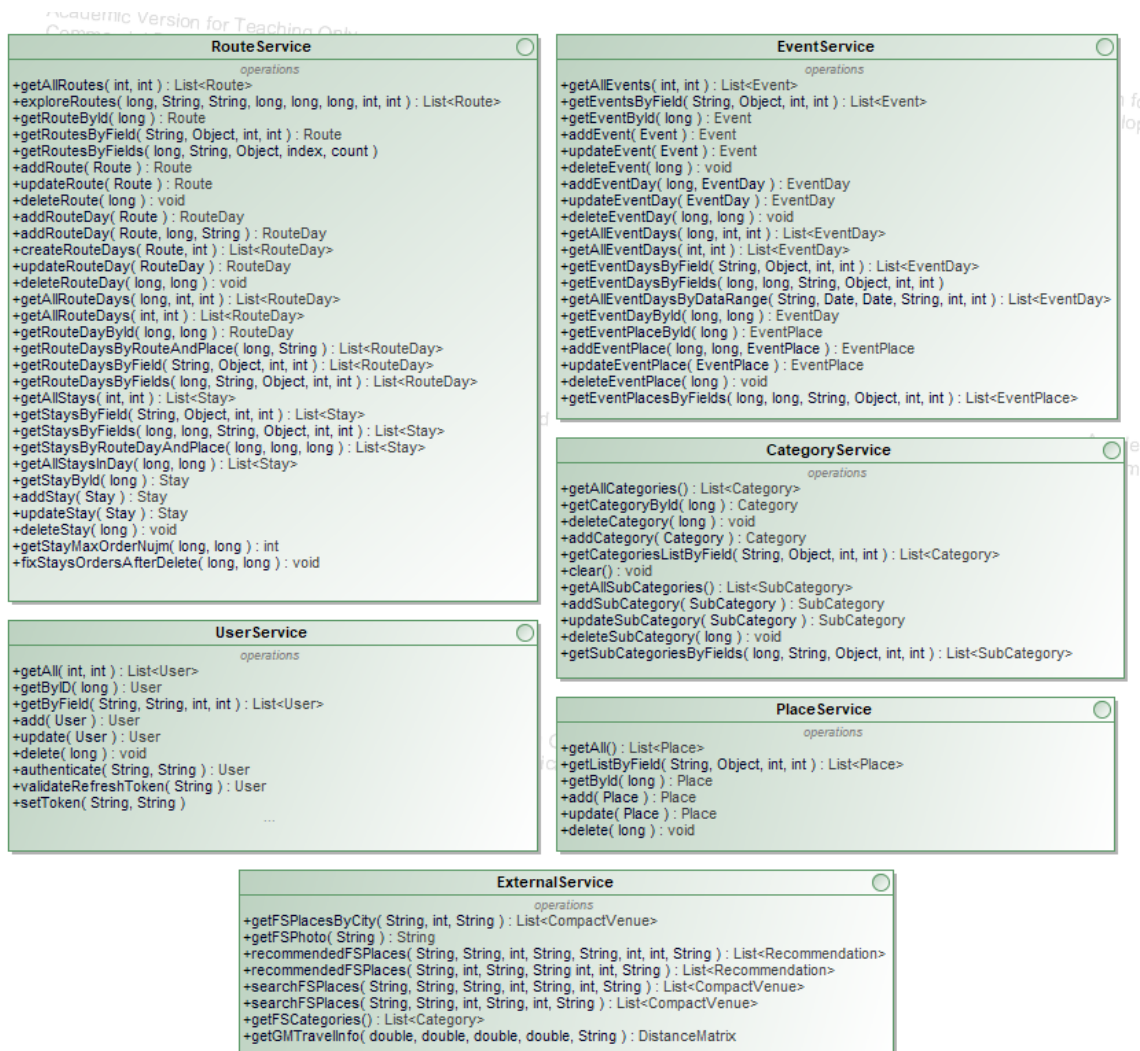 Academic Version for Teaching Only
RouteService
operations
+getAllRoutes( int, int ) : List<Route>
+exploreRoutes( long, String, String, long, long, long, int, int ) : List<Route>
+getRouteById( long ) : Route
+getRoutesByField( String, Object, int, int ) : Route
+getRoutesByFields( long, String, Object, index, count )
+addRoute( Route ) : Route
+updateRoute( Route ) : Route
+deleteRoute( long ) : void
+addRouteDay( Route ) : RouteDay
+addRouteDay( Route, long, String ) : RouteDay
+createRouteDays( Route, int ) : List<RouteDay>
+updateRouteDay( RouteDay ) : RouteDay
+deleteRouteDay( long, long ) : void
+getAllRouteDays( long, int, int ) : List<RouteDay>
+getAllRouteDays( int, int ) : List<RouteDay>
+getRouteDayById( long, long ) : RouteDay
+getRouteDaysByRouteAndPlace( long, String ) : List<RouteDay>
+getRouteDaysByField( String, Object, int, int ) : List<RouteDay>
+getRouteDaysByFields( long, String, Object, int, int ) : List<RouteDay>
+getAllStays( int, int ) : List<Stay>
+getStaysByField( String, Object, int, int ) : List<Stay>
+getStaysByFields( long, long, String, Object, int, int ) : List<Stay>
+getStaysByRouteDayAndPlace( long, long, long ) : List<Stay>
+getAllStaysInDay( long, long ) : List<Stay>
+getStayById( long ) : Stay
+addStay( Stay ) : Stay
+updateStay( Stay ) : Stay
+deleteStay( long ) : void
+getStayMaxOrderNujm( long, long ) : int
+fixStaysOrdersAfterDelete( long, long ) : void
EventService
operations
+getAllEvents( int, int ) : List<Event>
+getEventsByField( String, Object, int, int ) : List<Event>
+getEventById( long ) : Event
+addEvent( Event ) : Event
+updateEvent( Event ) : Event
+deleteEvent( long ) : void
+addEventDay( long, EventDay ) : EventDay
+updateEventDay( EventDay ) : EventDay
+deleteEventDay( long, long ) : void
+getAllEventDays( long, int, int ) : List<EventDay>
+getAllEventDays( int, int ) : List<EventDay>
+getEventDaysByField( String, Object, int, int ) : List<EventDay>
+getEventDaysByFields( long, long, String, Object, int, int )
+getAllEventDaysByDataRange( String, Date, Date, String, int, int ) : List<EventDay>
+getEventDayById( long, long ) : EventDay
+getEventPlaceById( long ) : EventPlace
+addEventPlace( long, long, EventPlace ) : EventPlace
+updateEventPlace( EventPlace ) : EventPlace
+deleteEventPlace( long ) : void
+getEventPlacesByFields( long, long, String, Object, int, int ) : List<EventPlace>
CategoryService
operations
+getAllCategories() : List<Category>
+getCategoryById( long ) : Category
+deleteCategory( long ) : void
+addCategory( Category ) : Category
+getCategoriesListByField( String, Object, int, int ) : List<Category>
+clear() : void
+getAllSubCategories() : List<SubCategory>
+addSubCategory( SubCategory ) : SubCategory
+updateSubCategory( SubCategory ) : SubCategory
+deleteSubCategory( long ) : void
+getSubCategoriesByFields( long, String, Object, int, int ) : List<SubCategory>
UserService
operations
+getAll( int, int ) : List<User>
+getByID( long ) : User
+getByField( String, String, int, int ) : List<User>
+add( User ) : User
+update( User ) : User
+delete( long ) : void
+authenticate( String, String ) : User
+validateRefreshToken( String ) : User
+setToken( String, String )
...
PlaceService
operations
+getAll() : List<Place>
+getListByField( String, Object, int, int ) : List<Place>
+getById( long ) : Place
+add( Place ) : Place
+update( Place ) : Place
+delete( long ) : void
ExternalService
operations
+getFSPlacesByCity( String, int, String ) : List<CompactVenue>
+getFSPhoto( String ) : String
+recommendedFSPlaces( String, String, int, String, String, int, int, String ) : List<Recommendation>
+recommendedFSPlaces( String, int, String, String int, int, String ) : List<Recommendation>
+searchFSPlaces( String, String, String, int, String, int, String ) : List<CompactVenue>
+searchFSPlaces( String, String, int, String, int, String ) : List<CompactVenue>
+getFSCategories() : List<Category>
+getGMTravelInfo( double, double, double, double, String ) : DistanceMatrix